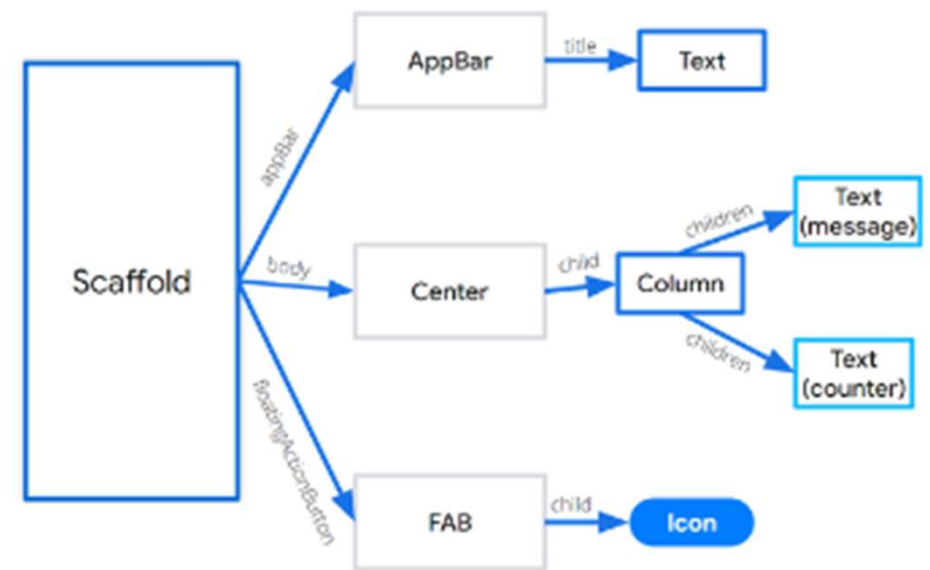 AppBar
title
Text
appBar
Scaffold
body
Center
child
Column
children
Text
(message)
children
Text
(counter)
floatingActionButton
FAB
child
Icon